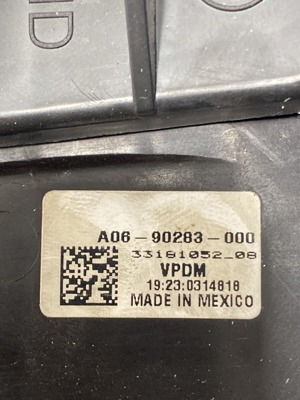 A06-90283-000
33181052_08
VPDM
19:23:0314818
MADE IN MEXICO